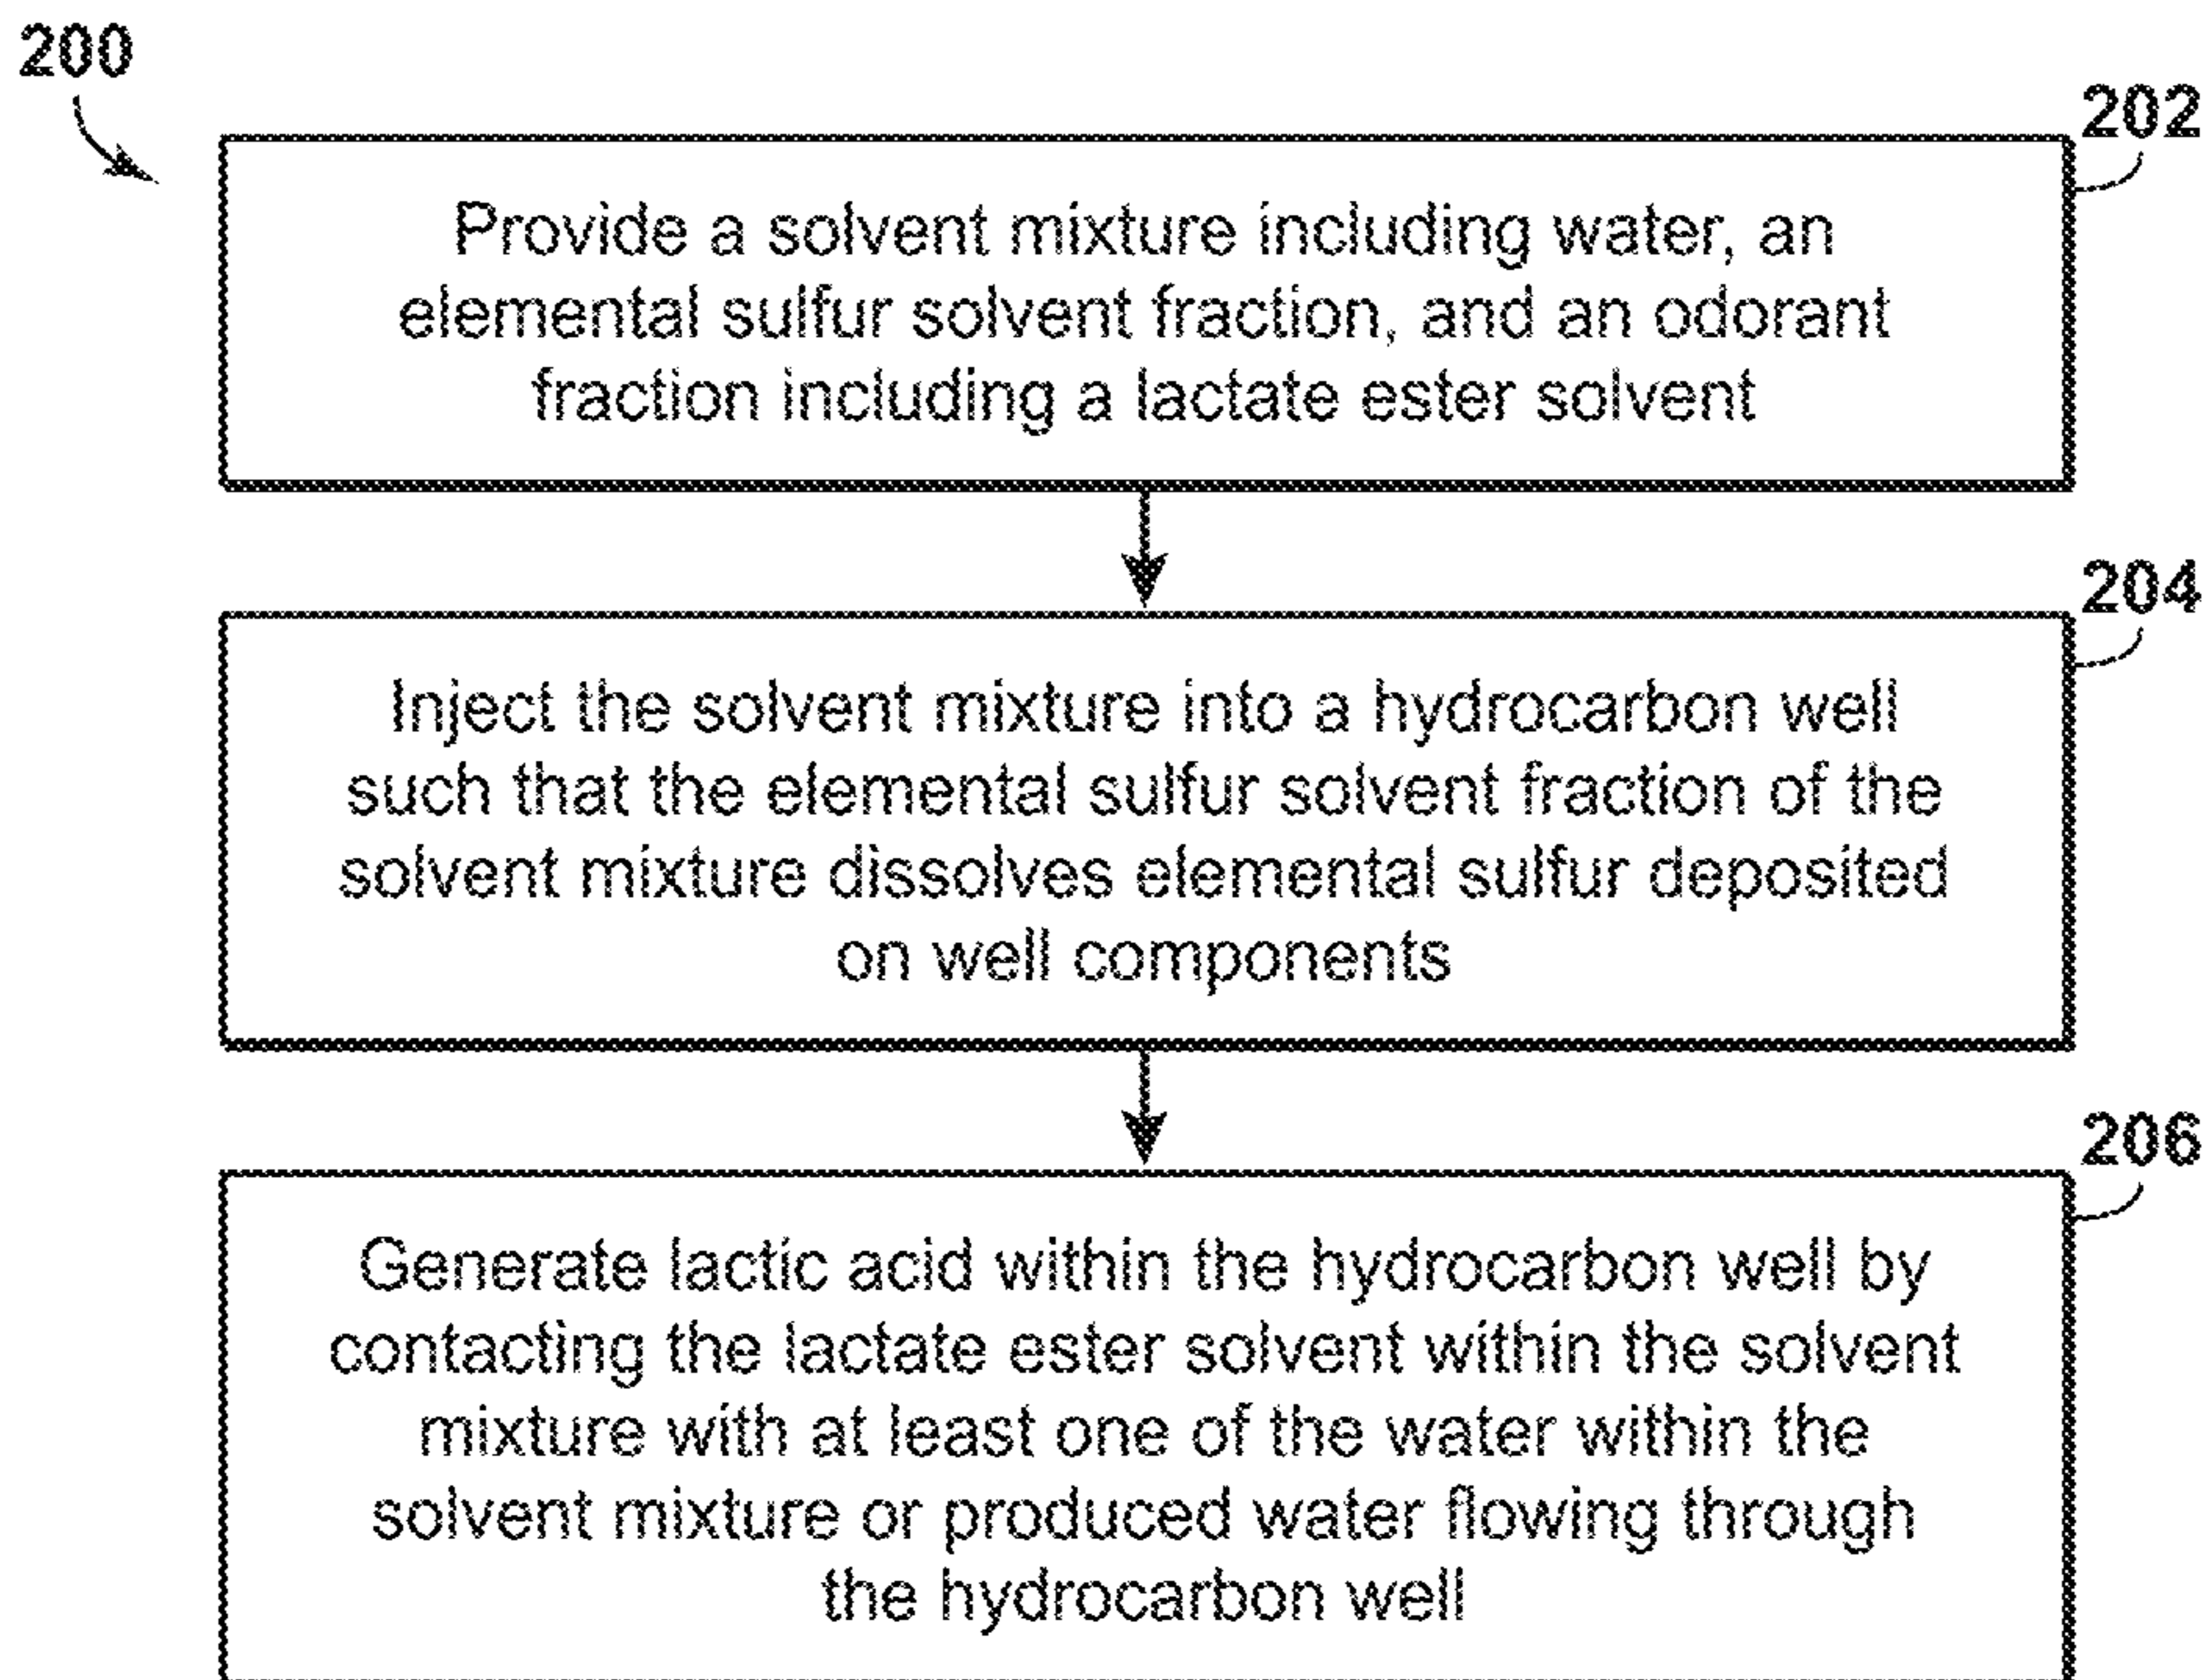 200
202
Provide a solvent mixture including water, an
elemental sulfur solvent fraction, and an odorant
fraction including a lactate ester solvent
204
Inject the solvent mixture into a hydrocarbon well
such that the elemental sulfur solvent fraction of the
solvent mixture dissolves elemental sulfur deposited
on well components
206
Generate lactic acid within the hydrocarbon well by
contacting the lactate ester solvent within the solvent
mixture with at least one of the water within the
solvent mixture or produced water flowing through
the hydrocarbon well